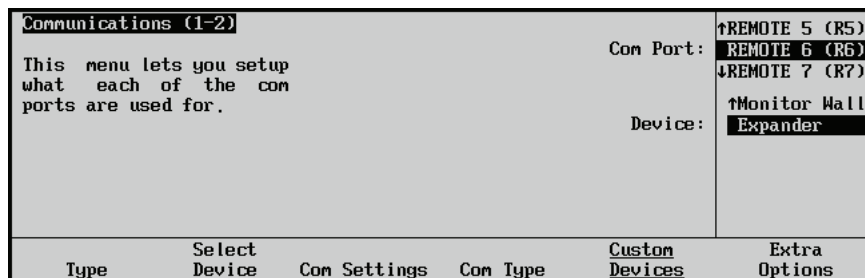 Communications (1-2)
This menu lets you setup
what each of the com
ports are used for.
Com Port:
↑REMOTE 5 (R5)
REMOTE 6 (R6)
↓REMOTE 7 (R7)
Device:
↑Monitor Wall
Expander
Type
Select
Device
Com Settings
Com Type
Custom
Devices
Extra
Options